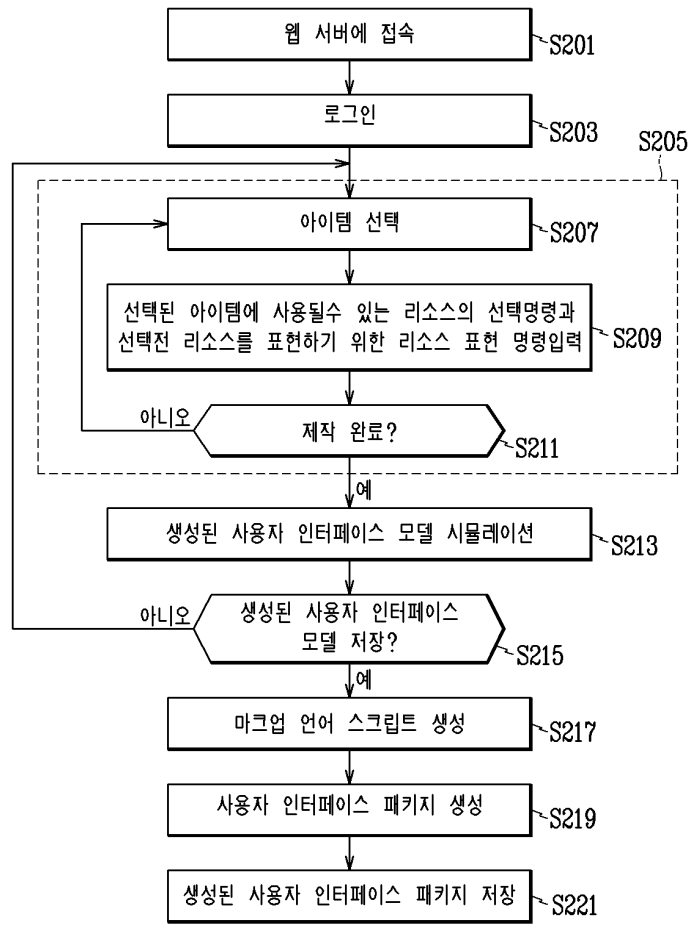 웹 서버에 접속
S201
로그인
S203
S205
아이템 선택
S207
선택된 아이템에 사용될수 있는 리소스의 선택명령과
선택전 리소스를 표현하기 위한 리소스 표현 명령입력
S209
아니오
제작 완료?
S211
예
생성된 사용자 인터페이스 모델 시뮬레이션
S213
아니오
생성된 사용자 인터페이스
모델 저장?
S215
예
마크업 언어 스크립트 생성
S217
사용자 인터페이스 패키지 생성
S219
생성된 사용자 인터페이스 패키지 저장
S221